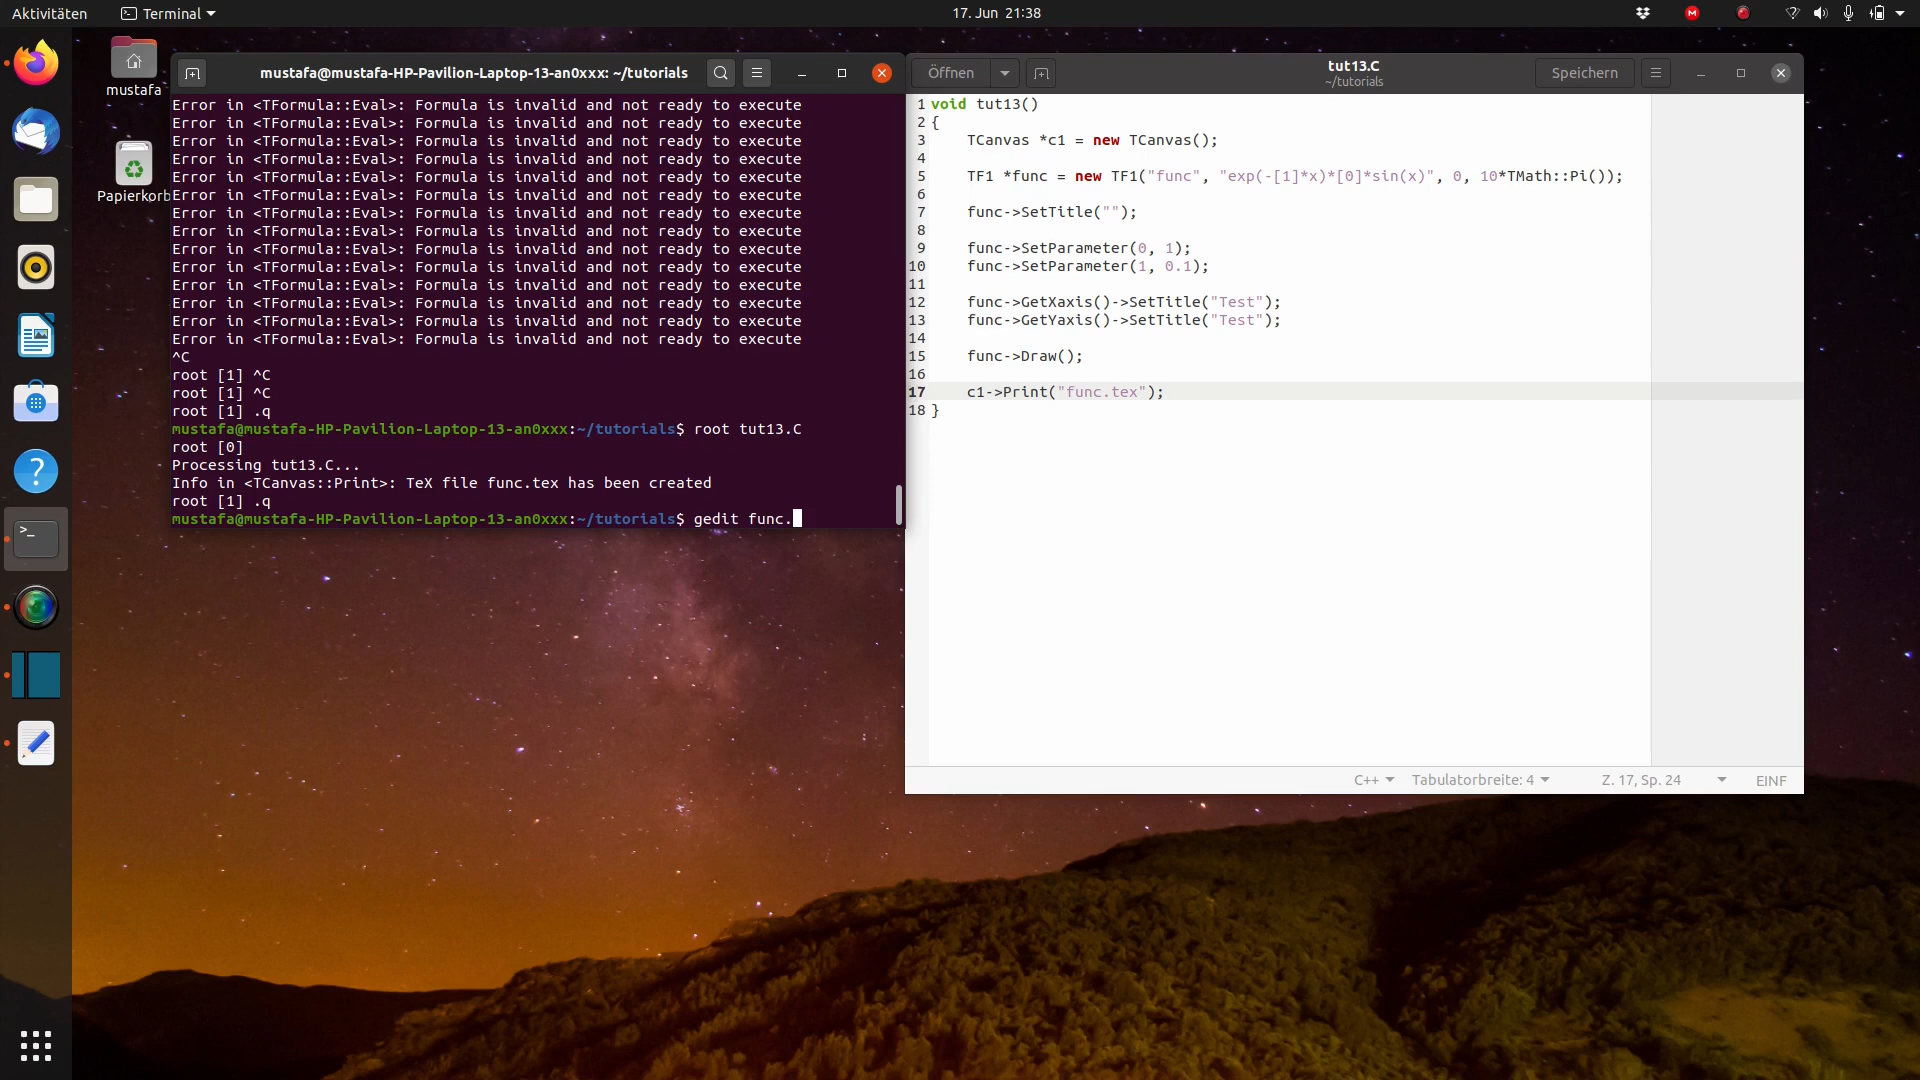 Aktivitäten
Terminal
17. Jun 21:38
mustafa
Papierkorb
mustafa@mustafa-HP-Pavilion-Laptop-13-an0xxx: ~/tutorials
Error in <TFormula::Eval>: Formula is invalid and not ready to execute
Error in <TFormula::Eval>: Formula is invalid and not ready to execute
Error in <TFormula::Eval>: Formula is invalid and not ready to execute
Error in <TFormula::Eval>: Formula is invalid and not ready to execute
Error in <TFormula::Eval>: Formula is invalid and not ready to execute
Error in <TFormula::Eval>: Formula is invalid and not ready to execute
Error in <TFormula::Eval>: Formula is invalid and not ready to execute
Error in <TFormula::Eval>: Formula is invalid and not ready to execute
Error in <TFormula::Eval>: Formula is invalid and not ready to execute
Error in <TFormula::Eval>: Formula is invalid and not ready to execute
Error in <TFormula::Eval>: Formula is invalid and not ready to execute
Error in <TFormula::Eval>: Formula is invalid and not ready to execute
Error in <TFormula::Eval>: Formula is invalid and not ready to execute
Error in <TFormula::Eval>: Formula is invalid and not ready to execute
^C
root [1] ^C
root [1] ^C
root [1] .q
mustafa@mustafa-HP-Pavilion-Laptop-13-an0xxx:~/tutorials$ root tut13.C
root [0]
Processing tut13.C...
Info in <TCanvas::Print>: TeX file func.tex has been created
root [1] .q
mustafa@mustafa-HP-Pavilion-Laptop-13-an0xxx:~/tutorials$ gedit func.
Öffnen
tut13.C
~/tutorials
Speichern
1 void tut13()
2 {
3     TCanvas *c1 = new TCanvas();
4
5     TF1 *func = new TF1("func", "exp(-[1]*x)*[0]*sin(x)", 0, 10*TMath::Pi());
6
7     func->SetTitle("");
8
9     func->SetParameter(0, 1);
10     func->SetParameter(1, 0.1);
11
12     func->GetXaxis()->SetTitle("Test");
13     func->GetYaxis()->SetTitle("Test");
14
15     func->Draw();
16
17     c1->Print("func.tex");
18 }
C++
Tabulatorbreite: 4
Z. 17, Sp. 24
EINF